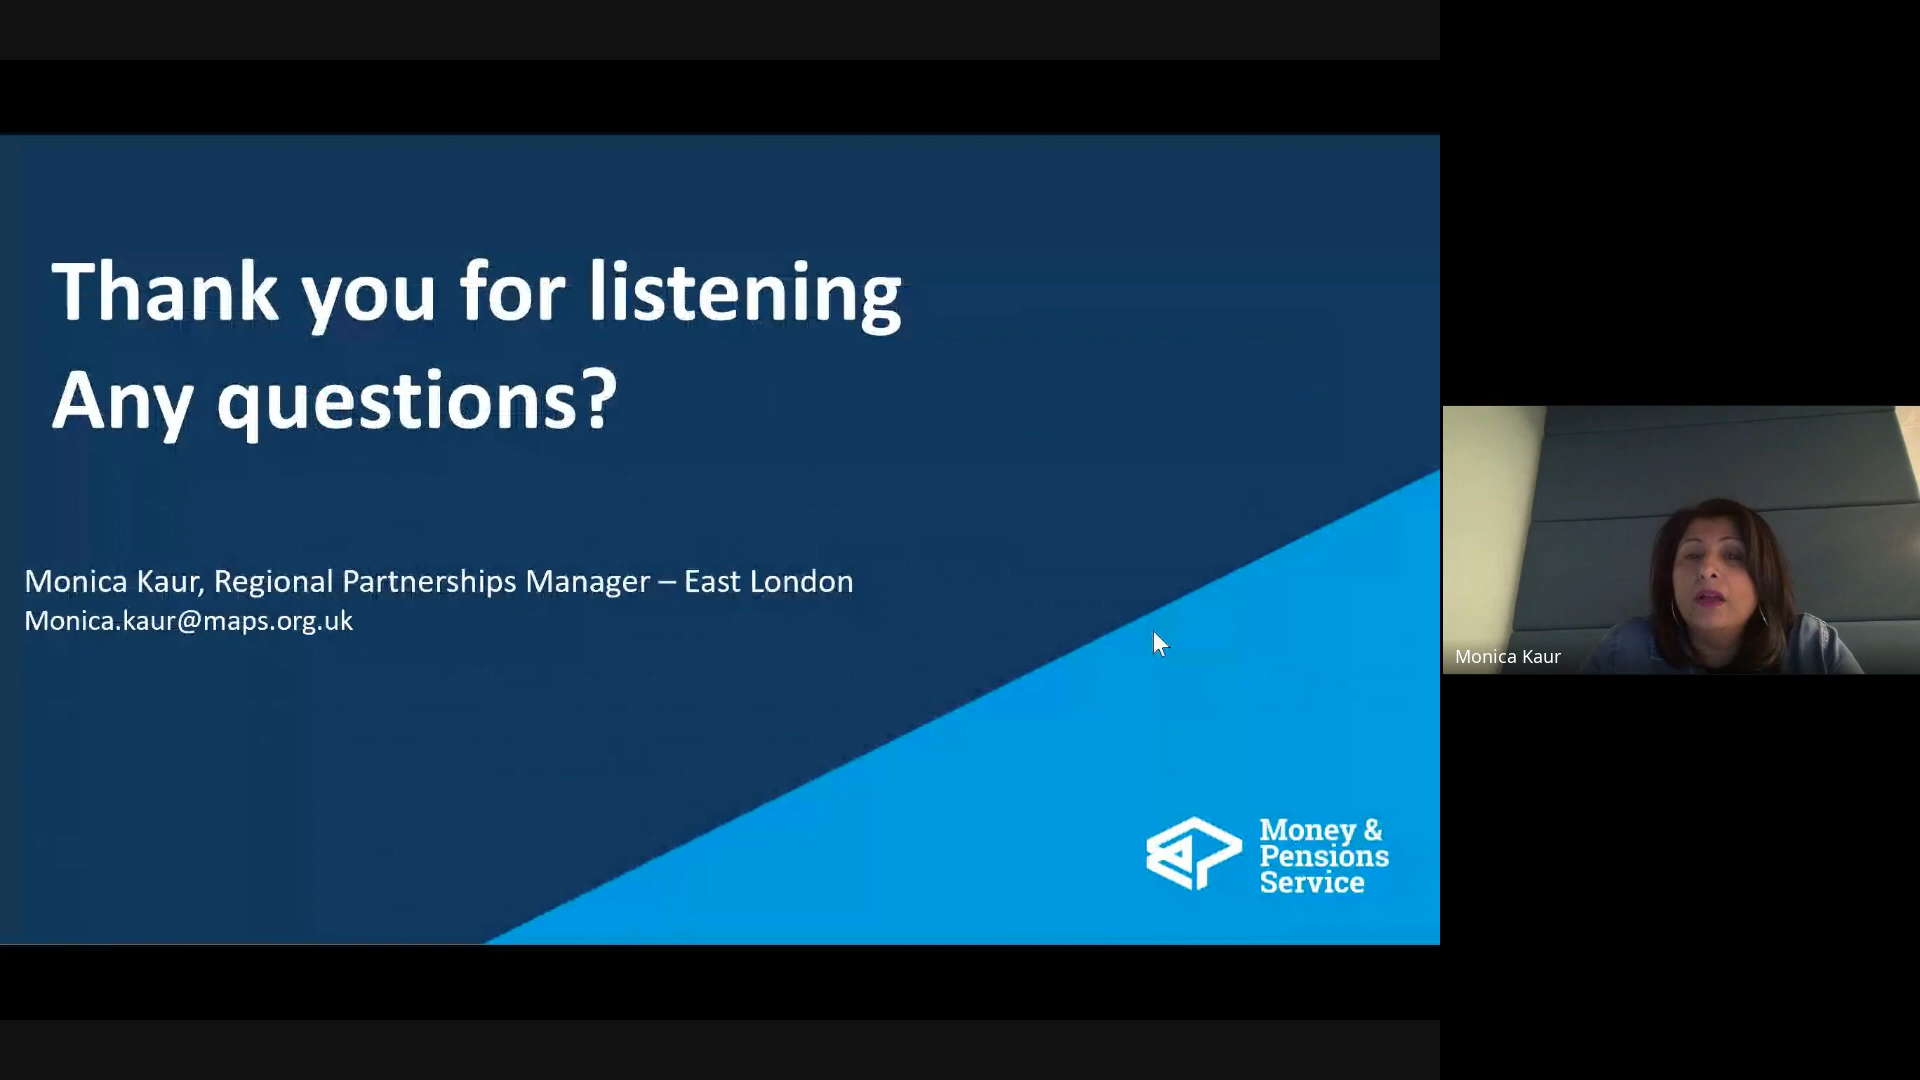 Thank you for listening
Any questions?
Monica Kaur, Regional Partnerships Manager – East London
Monica.kaur@maps.org.uk
Money &
Pensions
Service
Monica Kaur